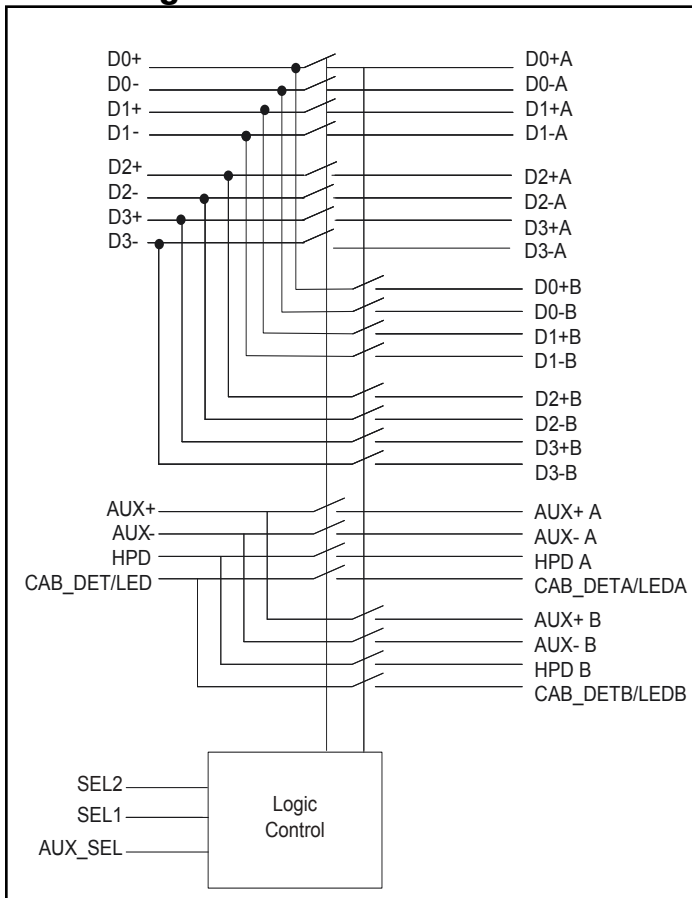 D0+ D0+A
D0- D0-A
D1+ D1+A
D1- D1-A
D2+ D2+A
D2- D2-A
D3+ D3+A
D3- D3-A
D0+B
D0-B
D1+B
D1-B
D2+B
D2-B
D3+B
D3-B
AUX+ AUX+ A
AUX- AUX- A
HPD HPD A
CAB_DET/LED CAB_DETA/LEDA
AUX+ B
AUX- B
HPD B
CAB_DETB/LEDB
SEL2
SEL1
AUX_SEL
Logic
Control